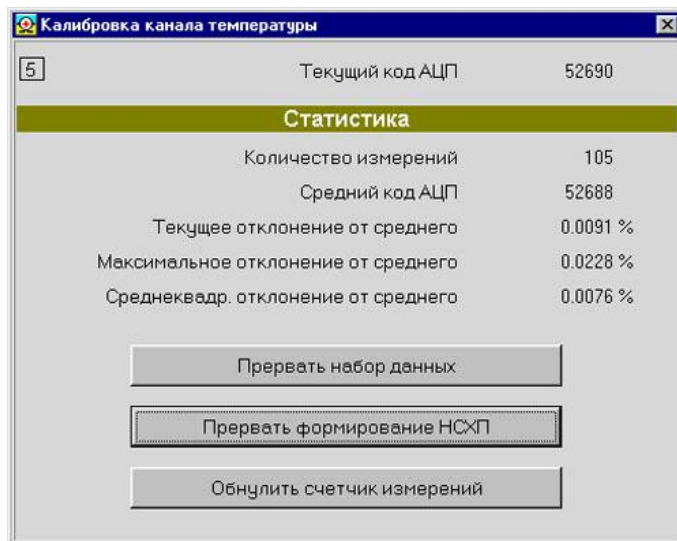 Калибровка канала температуры
5 Текущий код АЦП 52690
Статистика
Количество измерений 105
Средний код АЦП 52688
Текущее отклонение от среднего 0.0091 %
Максимальное отклонение от среднего 0.0228 %
Среднеквадр. отклонение от среднего 0.0076 %
Прервать набор данных
Прервать формирование НСХП
Обнулить счетчик измерений